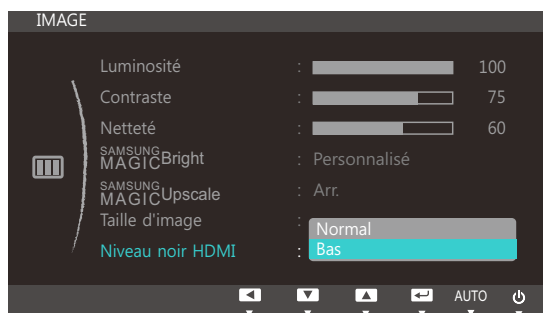 IMAGE
Luminosité : 100
Contraste : 75
Netteté : 60
SAMSUNG MAGIC Bright : Personnalisé
SAMSUNG MAGIC Upscale : Arr.
Taille d'image :
Normal
Niveau noir HDMI : Bas
AUTO